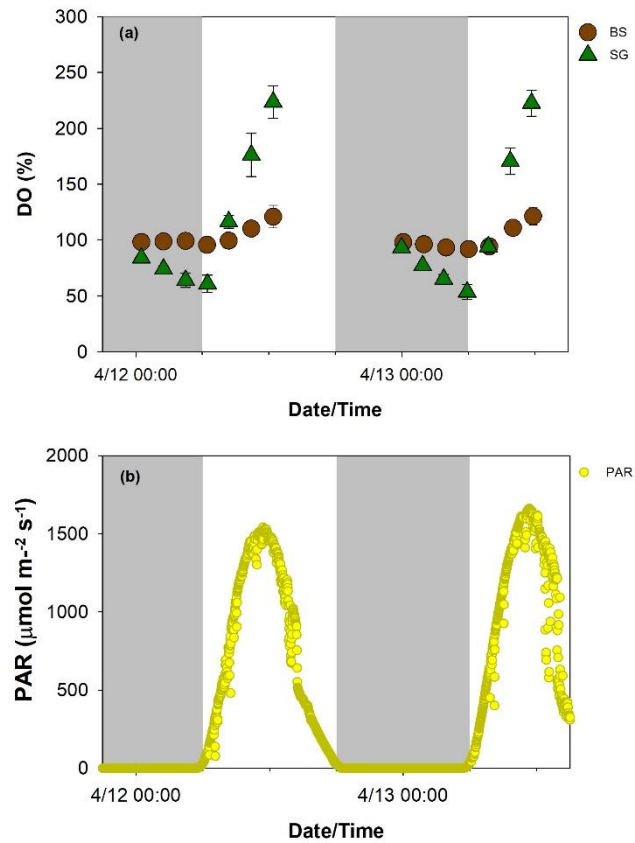 (a)
BS
SG
300
250
200
150
100
50
0
DO (%)
4/12 00:00
4/13 00:00
Date/Time
(b)
PAR
2000
1500
1000
500
0
PAR (μmol m-² s⁻¹)
4/12 00:00
4/13 00:00
Date/Time